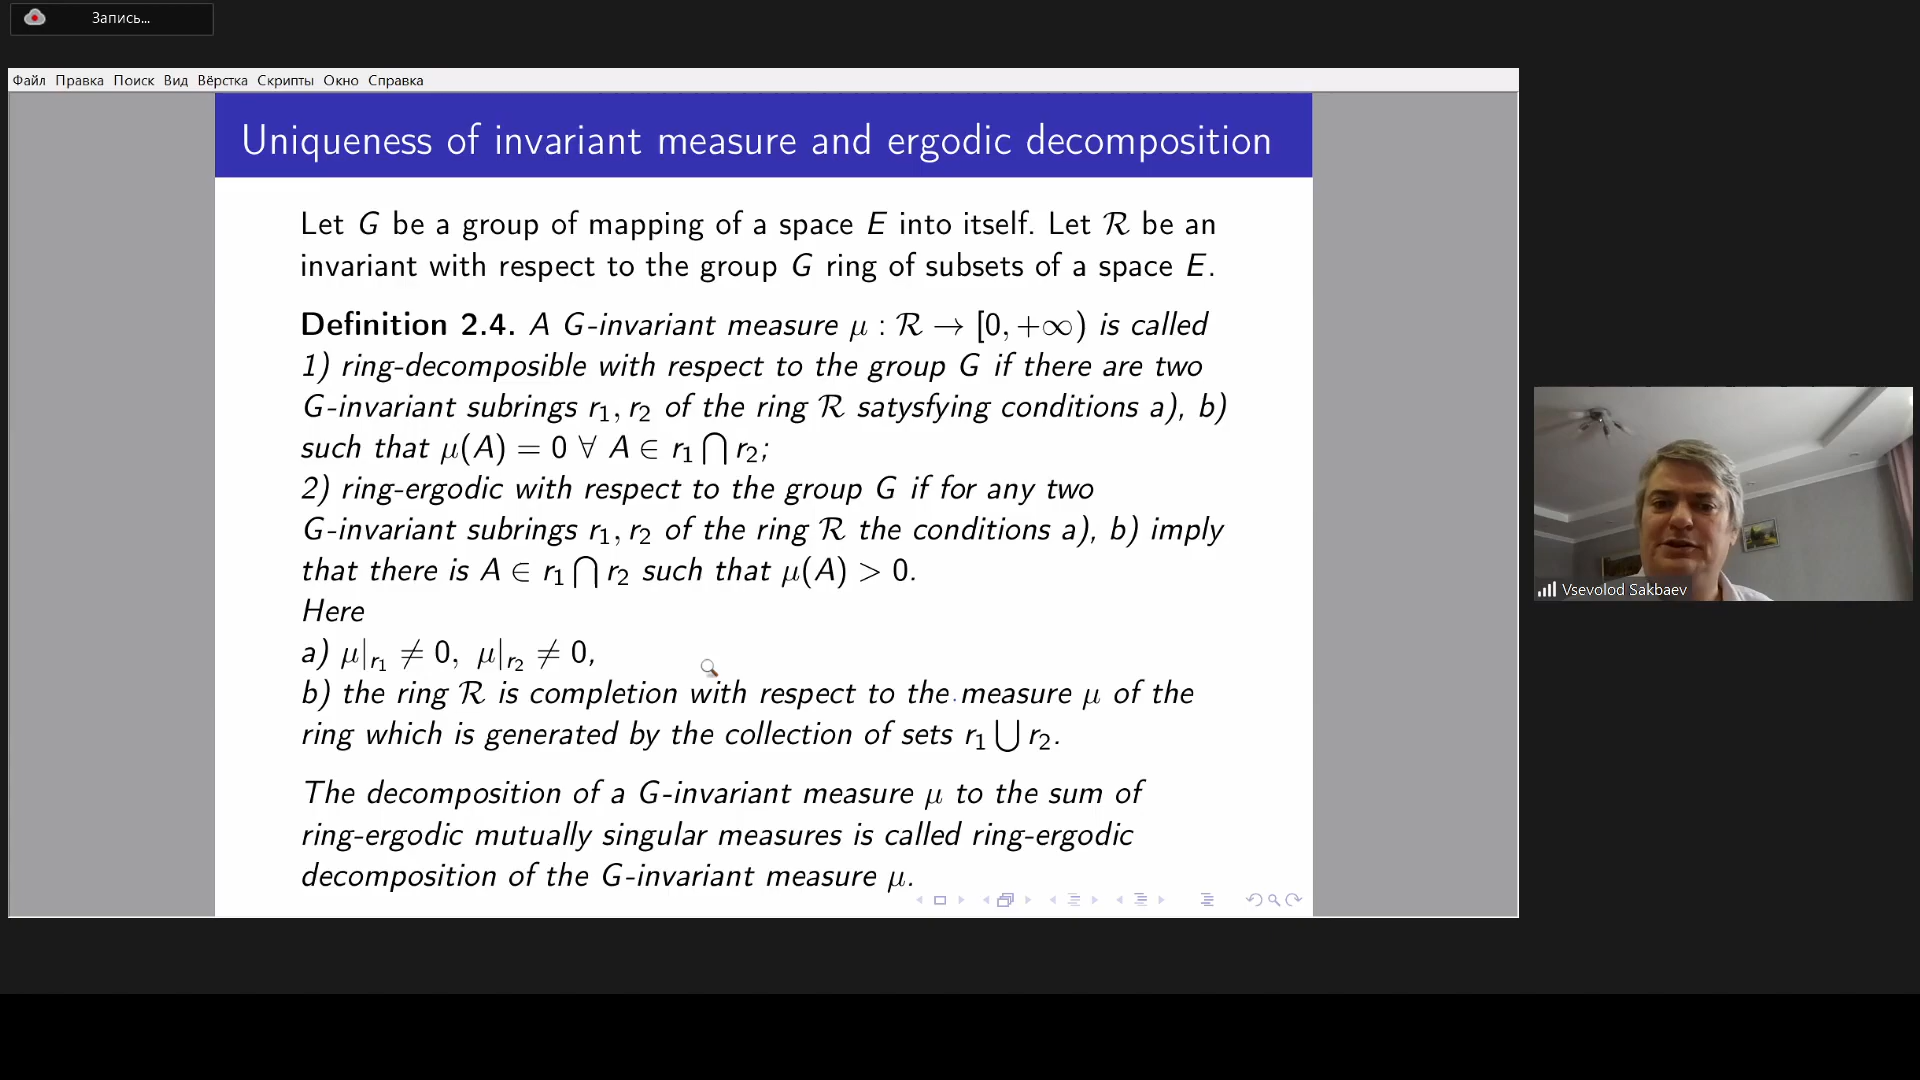 Запись...
Файл Правка Поиск Вид Вёрстка Скрипты Окно Справка
Uniqueness of invariant measure and ergodic decomposition
Let G be a group of mapping of a space E into itself. Let ℛ be an
invariant with respect to the group G ring of subsets of a space E.
Definition 2.4. A G-invariant measure μ : ℛ → [0, +∞) is called
1) ring-decomposible with respect to the group G if there are two
G-invariant subrings r₁, r₂ of the ring ℛ satysfying conditions a), b)
such that μ(A) = 0 ∀ A ∈ r₁ ⋂ r₂;
2) ring-ergodic with respect to the group G if for any two
G-invariant subrings r₁, r₂ of the ring ℛ the conditions a), b) imply
that there is A ∈ r₁ ⋂ r₂ such that μ(A) > 0.
Here
a) μ|r₁ ≠ 0, μ|r₂ ≠ 0,
b) the ring ℛ is completion with respect to the measure μ of the
ring which is generated by the collection of sets r₁ ⋃ r₂.
The decomposition of a G-invariant measure μ to the sum of
ring-ergodic mutually singular measures is called ring-ergodic
decomposition of the G-invariant measure μ.
Vsevolod Sakbaev